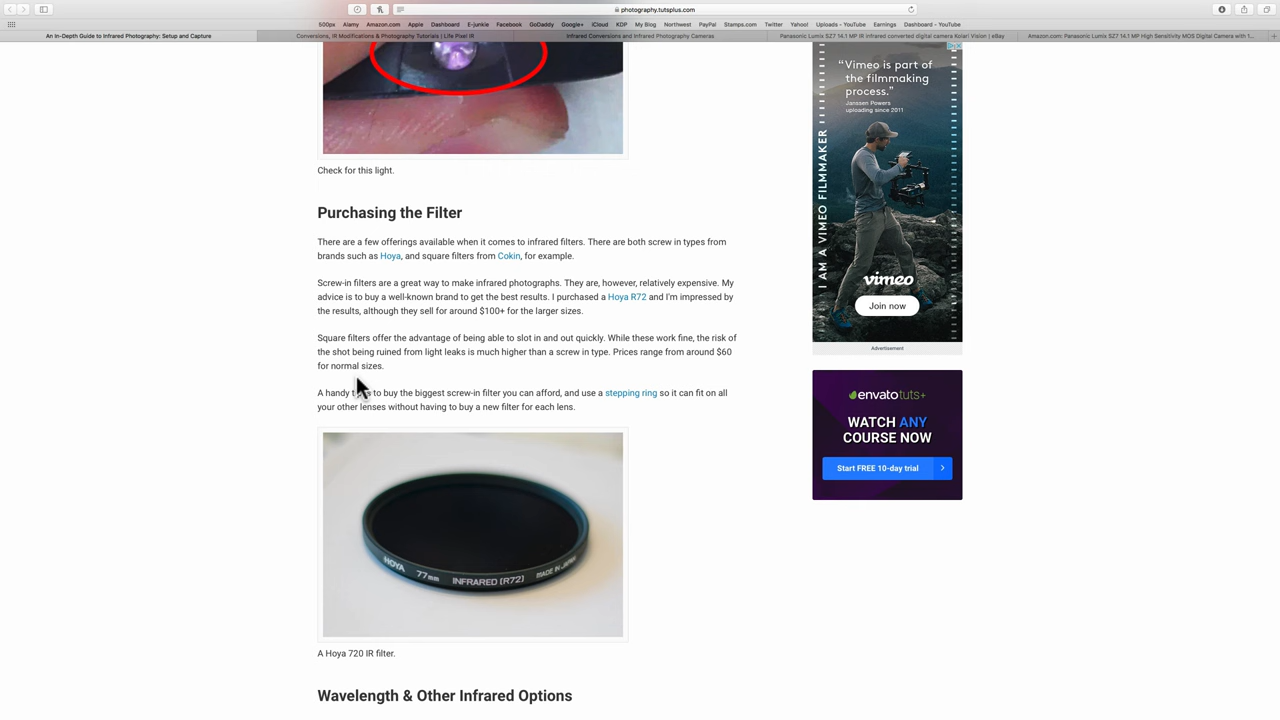 photography.tutsplus.com
500px Alamy Amazon.com Apple Dashboard E-junkie Facebook GoDaddy Google+ iCloud KDP My Blog Northwest PayPal Stamps.com Twitter Yahoo! Uploads - YouTube Earnings Dashboard - YouTube
An In-Depth Guide to Infrared Photography: Setup and Capture
Conversions, IR Modifications & Photography Tutorials | Life Pixel IR
Infrared Conversions and Infrared Photography Cameras
Panasonic Lumix SZ7 14.1 MP IR infrared converted digital camera Kolari Vision | eBay
Amazon.com: Panasonic Lumix SZ7 14.1 MP High Sensitivity MOS Digital Camera with 1...
Check for this light.
Purchasing the Filter
There are a few offerings available when it comes to infrared filters. There are both screw in types from
brands such as Hoya, and square filters from Cokin, for example.
Screw-in filters are a great way to make infrared photographs. They are, however, relatively expensive. My
advice is to buy a well-known brand to get the best results. I purchased a Hoya R72 and I'm impressed by
the results, although they sell for around $100+ for the larger sizes.
Square filters offer the advantage of being able to slot in and out quickly. While these work fine, the risk of
the shot being ruined from light leaks is much higher than a screw in type. Prices range from around $60
for normal sizes.
A handy to buy the biggest screw-in filter you can afford, and use a stepping ring so it can fit on all
your other lenses without having to buy a new filter for each lens.
HOYA 77mm INFRARED [R72] MADE IN JAPAN
A Hoya 720 IR filter.
Wavelength & Other Infrared Options
"Vimeo is part of
the filmmaking
process."
Janssen Powers
uploading since 2011
I AM A VIMEO FILMMAKER
vimeo
Join now
Advertisement
envatotuts+
WATCH ANY
COURSE NOW
Start FREE 10-day trial